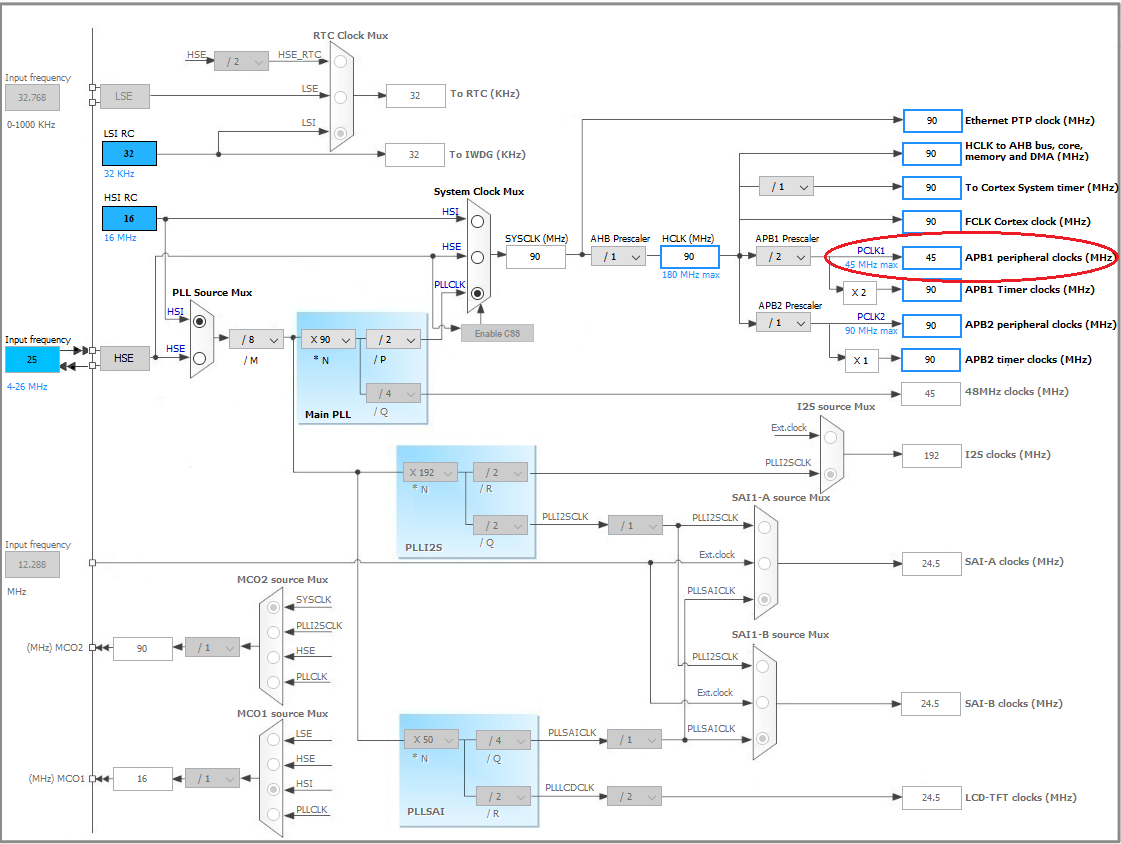 RTC Clock Mux
HSE
/ 2
HSE_RTC
Input frequency
32.768
0-1000 KHz
LSE
LSE
32
To RTC (KHz)
LSI
LSI RC
32
32 KHz
32
To IWDG (KHz)
HSI RC
16
16 MHz
System Clock Mux
HSI
HSE
PLLCLK
SYSCLK (MHz)
90
AHB Prescaler
/ 1
HCLK (MHz)
90
180 MHz max
Enable CSS
90
Ethernet PTP clock (MHz)
90
HCLK to AHB bus, core,
memory and DMA (MHz)
/ 1
90
To Cortex System timer (MHz)
90
FCLK Cortex clock (MHz)
APB1 Prescaler
/ 2
PCLK1
45 MHz max
45
APB1 peripheral clocks (MHz)
X 2
90
APB1 Timer clocks (MHz)
APB2 Prescaler
/ 1
PCLK2
90 MHz max
90
APB2 peripheral clocks (MHz)
X 1
90
APB2 timer clocks (MHz)
PLL Source Mux
HSI
HSE
Input frequency
25
4-26 MHz
HSE
/ 8
/ M
X 90
* N
/ 2
/ P
/ 4
/ Q
Main PLL
45
48MHz clocks (MHz)
I2S source Mux
Ext.clock
PLLI2SCLK
192
I2S clocks (MHz)
X 192
* N
/ 2
/ R
/ 2
/ Q
PLLI2S
PLLI2SCLK
/ 1
SAI1-A source Mux
PLLI2SCLK
Ext.clock
PLLSAICLK
24.5
SAI-A clocks (MHz)
Input frequency
12.288
MHz
SAI1-B source Mux
PLLI2SCLK
Ext.clock
PLLSAICLK
24.5
SAI-B clocks (MHz)
MCO2 source Mux
SYSCLK
PLLI2SCLK
HSE
PLLCLK
(MHz) MCO2
90
/ 1
MCO1 source Mux
LSE
HSE
HSI
PLLCLK
(MHz) MCO1
16
/ 1
X 50
* N
/ 4
/ Q
/ 2
/ R
PLLSAI
PLLSAICLK
/ 1
PLLLCDCLK
/ 2
24.5
LCD-TFT clocks (MHz)